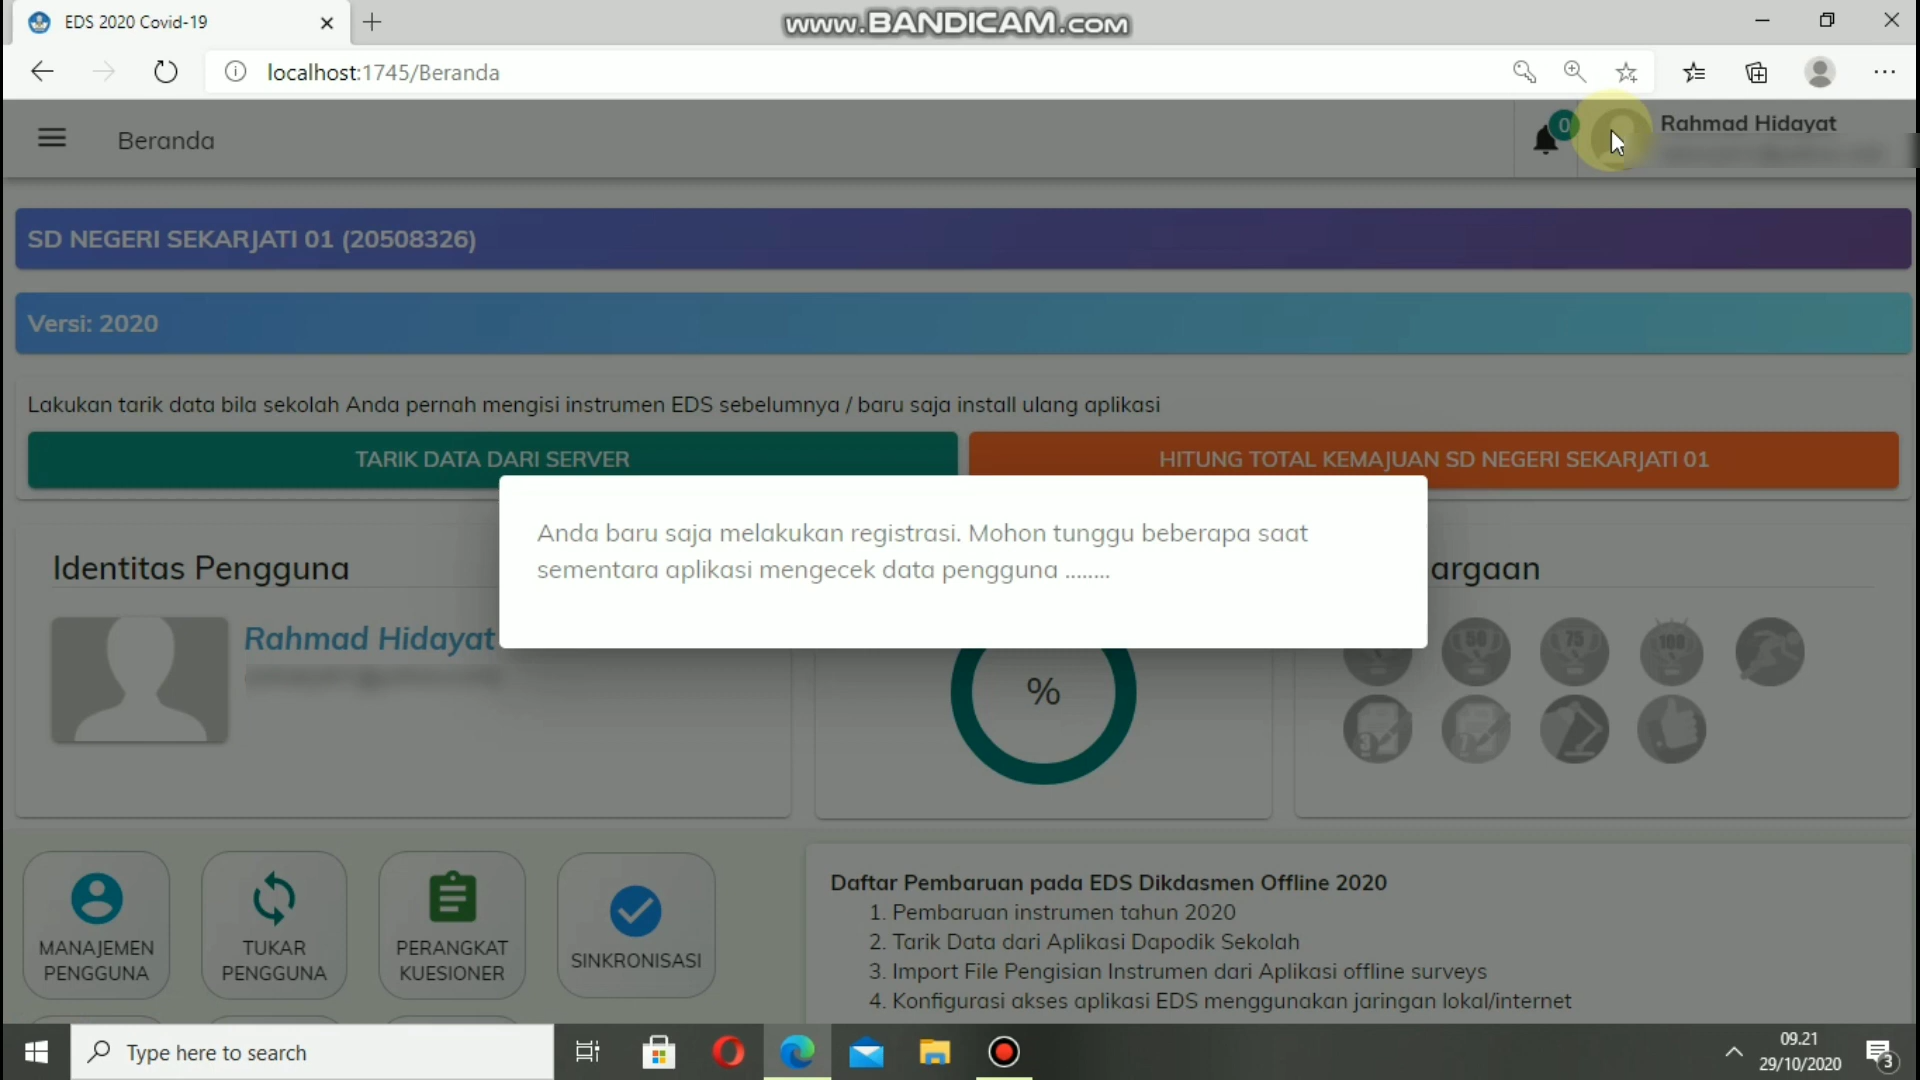 EDS 2020 Covid-19
www.BANDICAM.com
localhost:1745/Beranda
Beranda
0
Rahmad Hidayat
SD NEGERI SEKARJATI 01 (20508326)
Versi: 2020
Lakukan tarik data bila sekolah Anda pernah mengisi instrumen EDS sebelumnya / baru saja install ulang aplikasi
TARIK DATA DARI SERVER
HITUNG TOTAL KEMAJUAN SD NEGERI SEKARJATI 01
Anda baru saja melakukan registrasi. Mohon tunggu beberapa saat
sementara aplikasi mengecek data pengguna ........
Identitas Pengguna
argaan
Rahmad Hidayat
%
50
75
100
3
MANAJEMEN
PENGGUNA
TUKAR
PENGGUNA
PERANGKAT
KUESIONER
SINKRONISASI
Daftar Pembaruan pada EDS Dikdasmen Offline 2020
1. Pembaruan instrumen tahun 2020
2. Tarik Data dari Aplikasi Dapodik Sekolah
3. Import File Pengisian Instrumen dari Aplikasi offline surveys
4. Konfigurasi akses aplikasi EDS menggunakan jaringan lokal/internet
Type here to search
09.21
29/10/2020
3